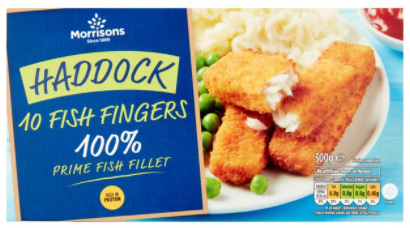 Morrisons
Since 1899
HADDOCK
10 FISH FINGERS
100%
PRIME FISH FILLET
HIGH IN
PROTEIN
300g